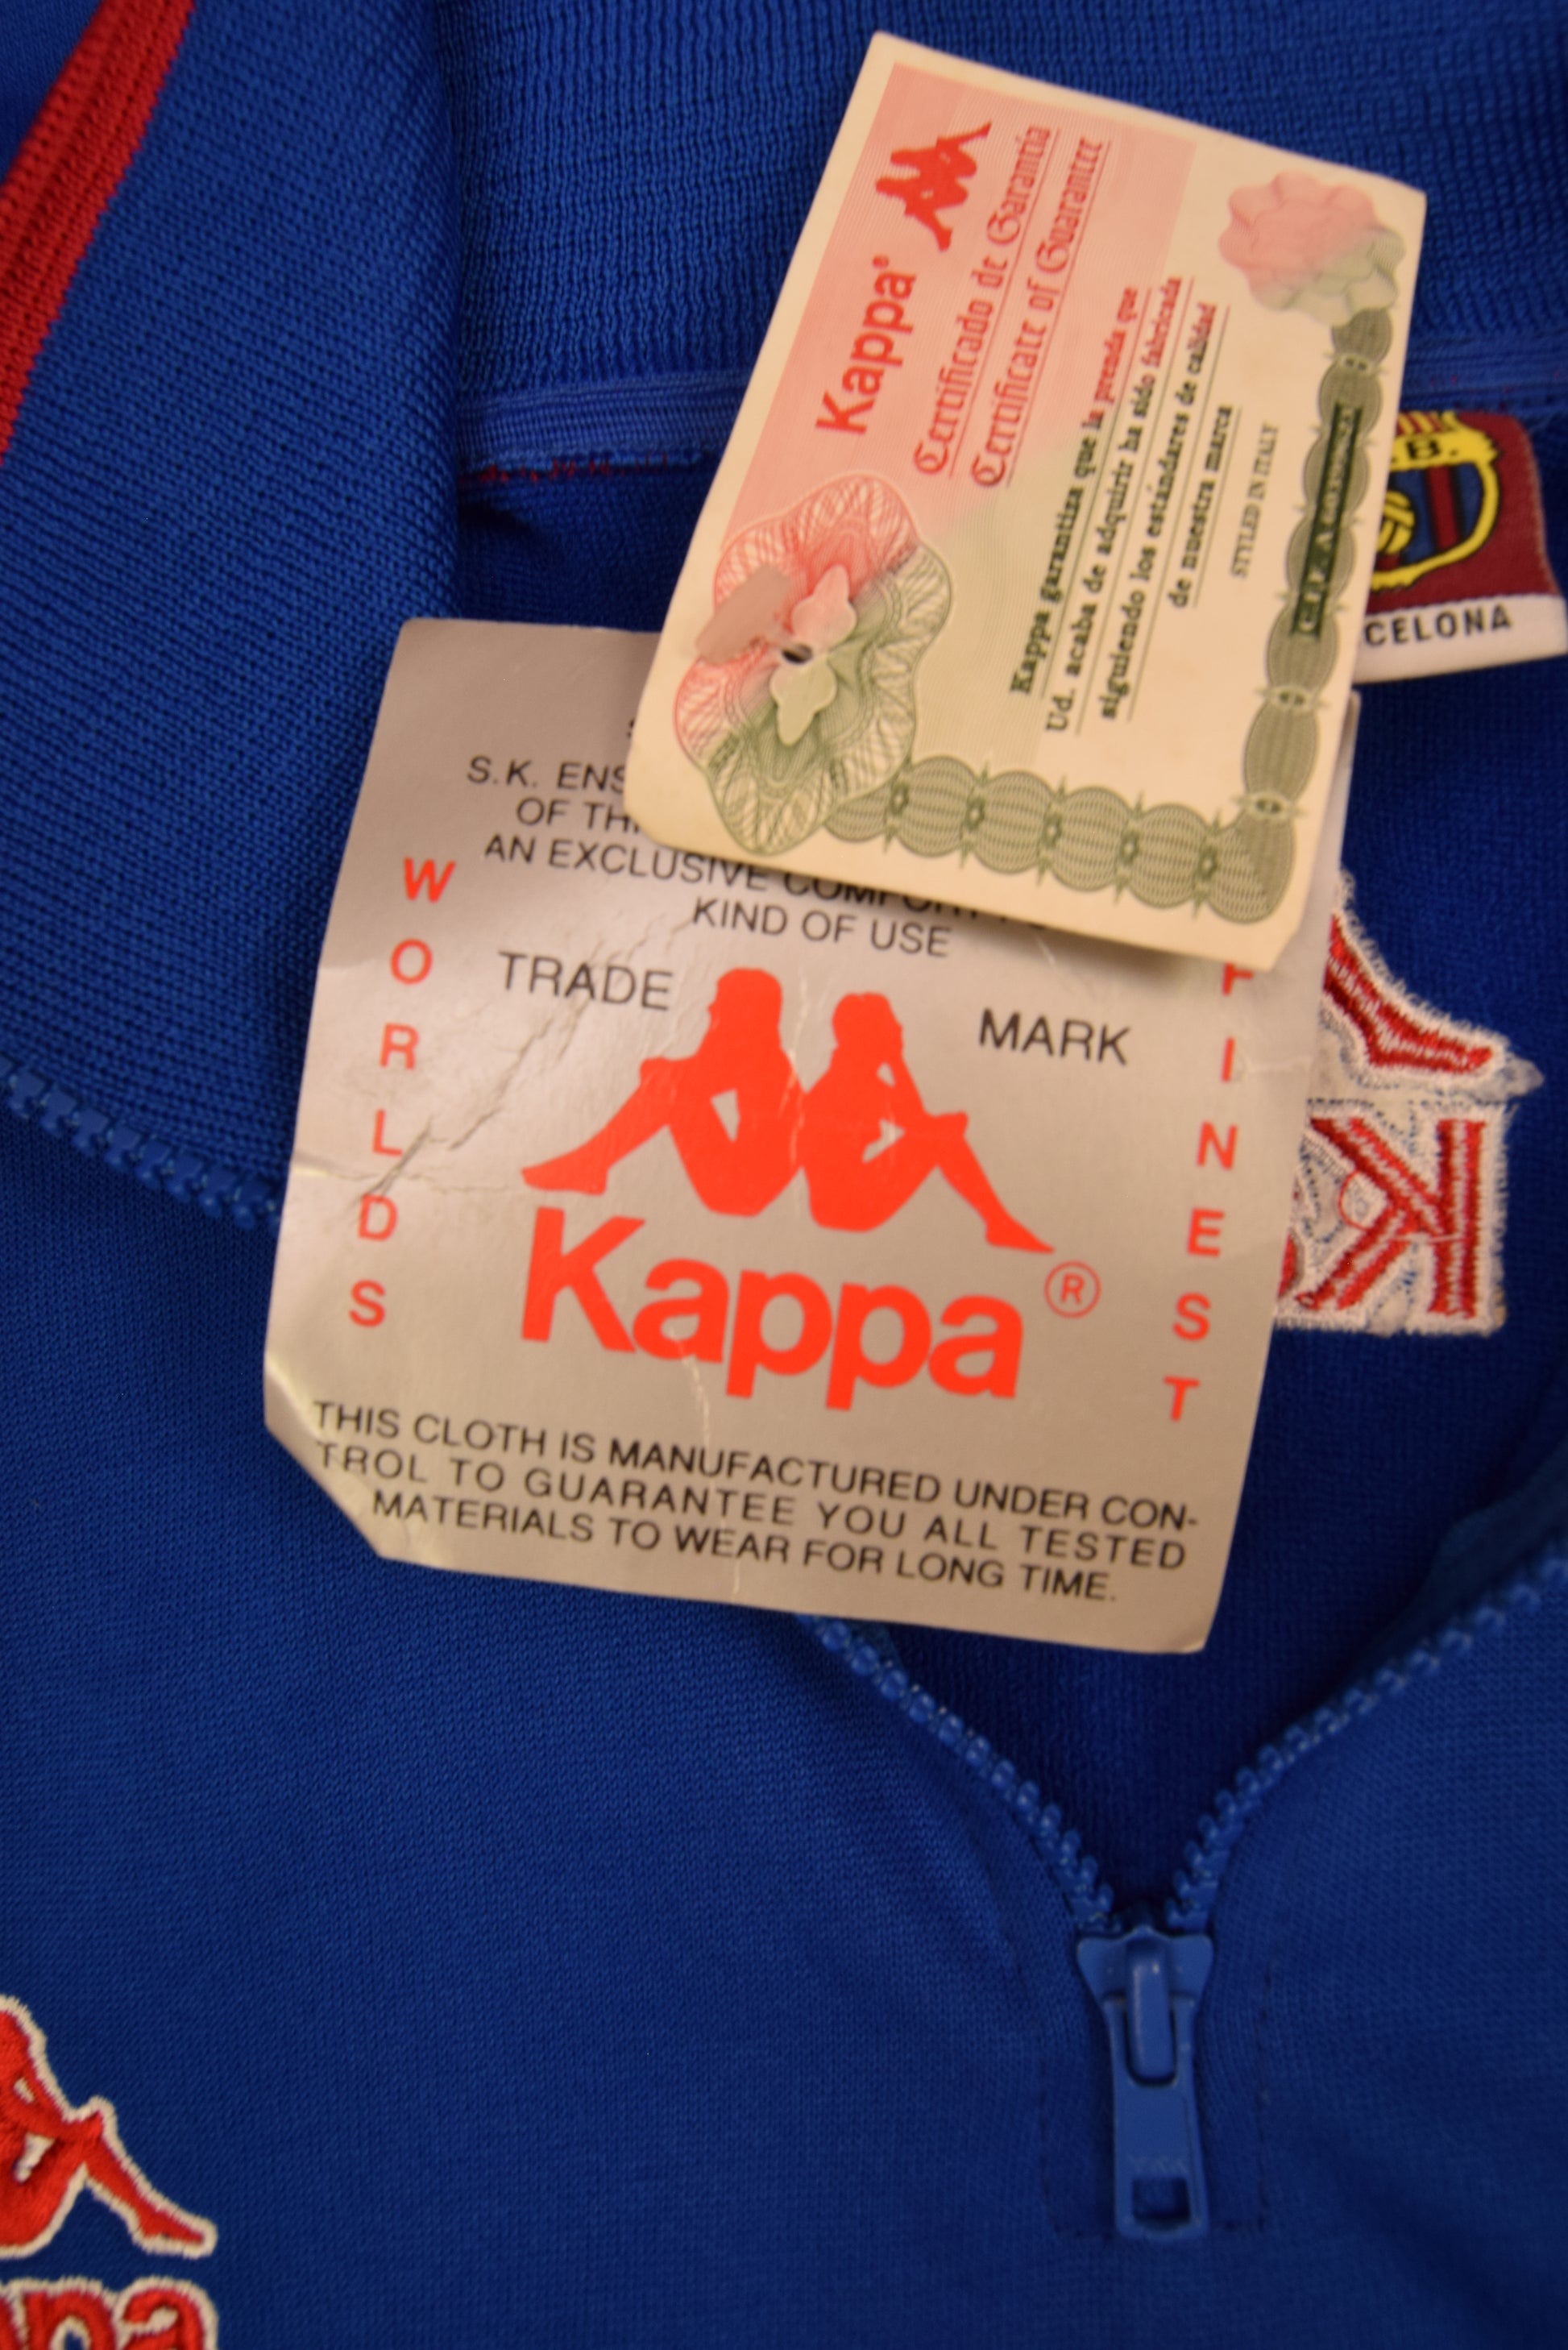 Kappa®
Certificado de Garantía
Certificate of Guarantee
Kappa garantiza que la prenda que
Ud. acaba de adquirir ha sido fabricada
siguiendo los estándares de calidad
de nuestra marca
STYLED IN ITALY
B.
CELONA
S.K. ENS
OF TH
AN EXCLUSIVE COMFORT
KIND OF USE
TRADE MARK
WORLDS
FINEST
Kappa®
THIS CLOTH IS MANUFACTURED UNDER CON-
TROL TO GUARANTEE YOU ALL TESTED
MATERIALS TO WEAR FOR LONG TIME.
K
ppa